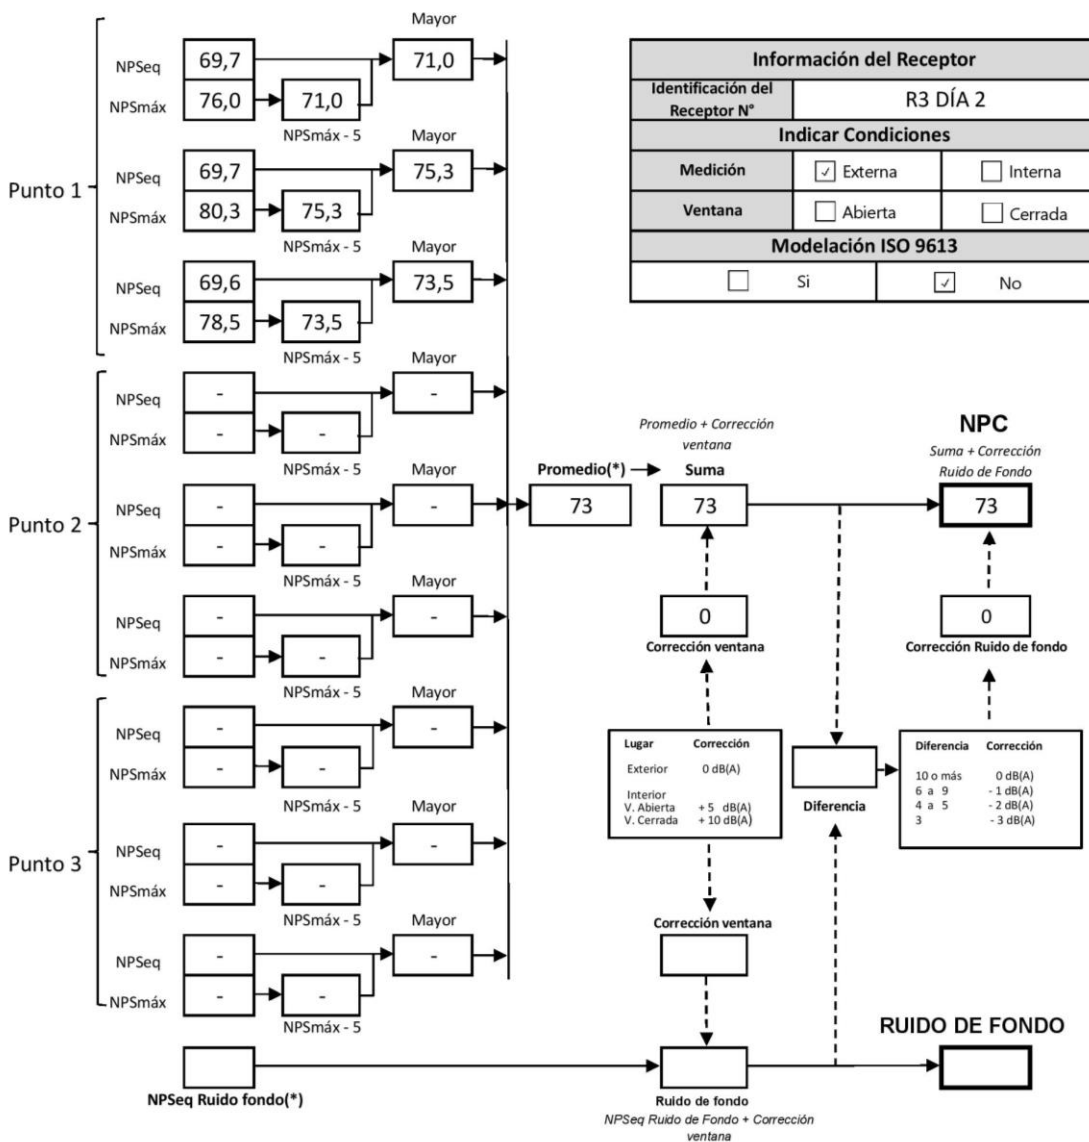 Mayor
NPSeq 69,7 71,0
NPSmáx 76,0 71,0
NPSmáx - 5
Mayor
Punto 1
NPSeq 69,7 75,3
NPSmáx 80,3 75,3
NPSmáx - 5
Mayor
NPSeq 69,6 73,5
NPSmáx 78,5 73,5
NPSmáx - 5
Información del Receptor
Identificación del
Receptor N°
R3 DÍA 2
Indicar Condiciones
Medición ✓ Externa Interna
Ventana Abierta Cerrada
Modelación ISO 9613
Si ✓ No
Mayor
NPSeq - -
NPSmáx - -
NPSmáx - 5
Mayor
Punto 2
NPSeq - -
NPSmáx - -
NPSmáx - 5
Mayor
NPSeq - -
NPSmáx - -
NPSmáx - 5
Mayor
NPSeq - -
NPSmáx - -
NPSmáx - 5
Mayor
Punto 3
NPSeq - -
NPSmáx - -
NPSmáx - 5
Mayor
NPSeq - -
NPSmáx - -
NPSmáx - 5
Promedio(*)
73
Promedio + Corrección
ventana
Suma
73
0
Corrección ventana
NPC
Suma + Corrección
Ruido de Fondo
73
0
Corrección Ruido de fondo
Lugar Corrección
Exterior 0 dB(A)
Interior
V. Abierta + 5 dB(A)
V. Cerrada + 10 dB(A)
Diferencia
Diferencia Corrección
10 o más 0 dB(A)
6 a 9 - 1 dB(A)
4 a 5 - 2 dB(A)
3 - 3 dB(A)
Corrección ventana
RUIDO DE FONDO
NPSeq Ruido fondo(*)
Ruido de fondo
NPSeq Ruido de Fondo + Corrección
ventana